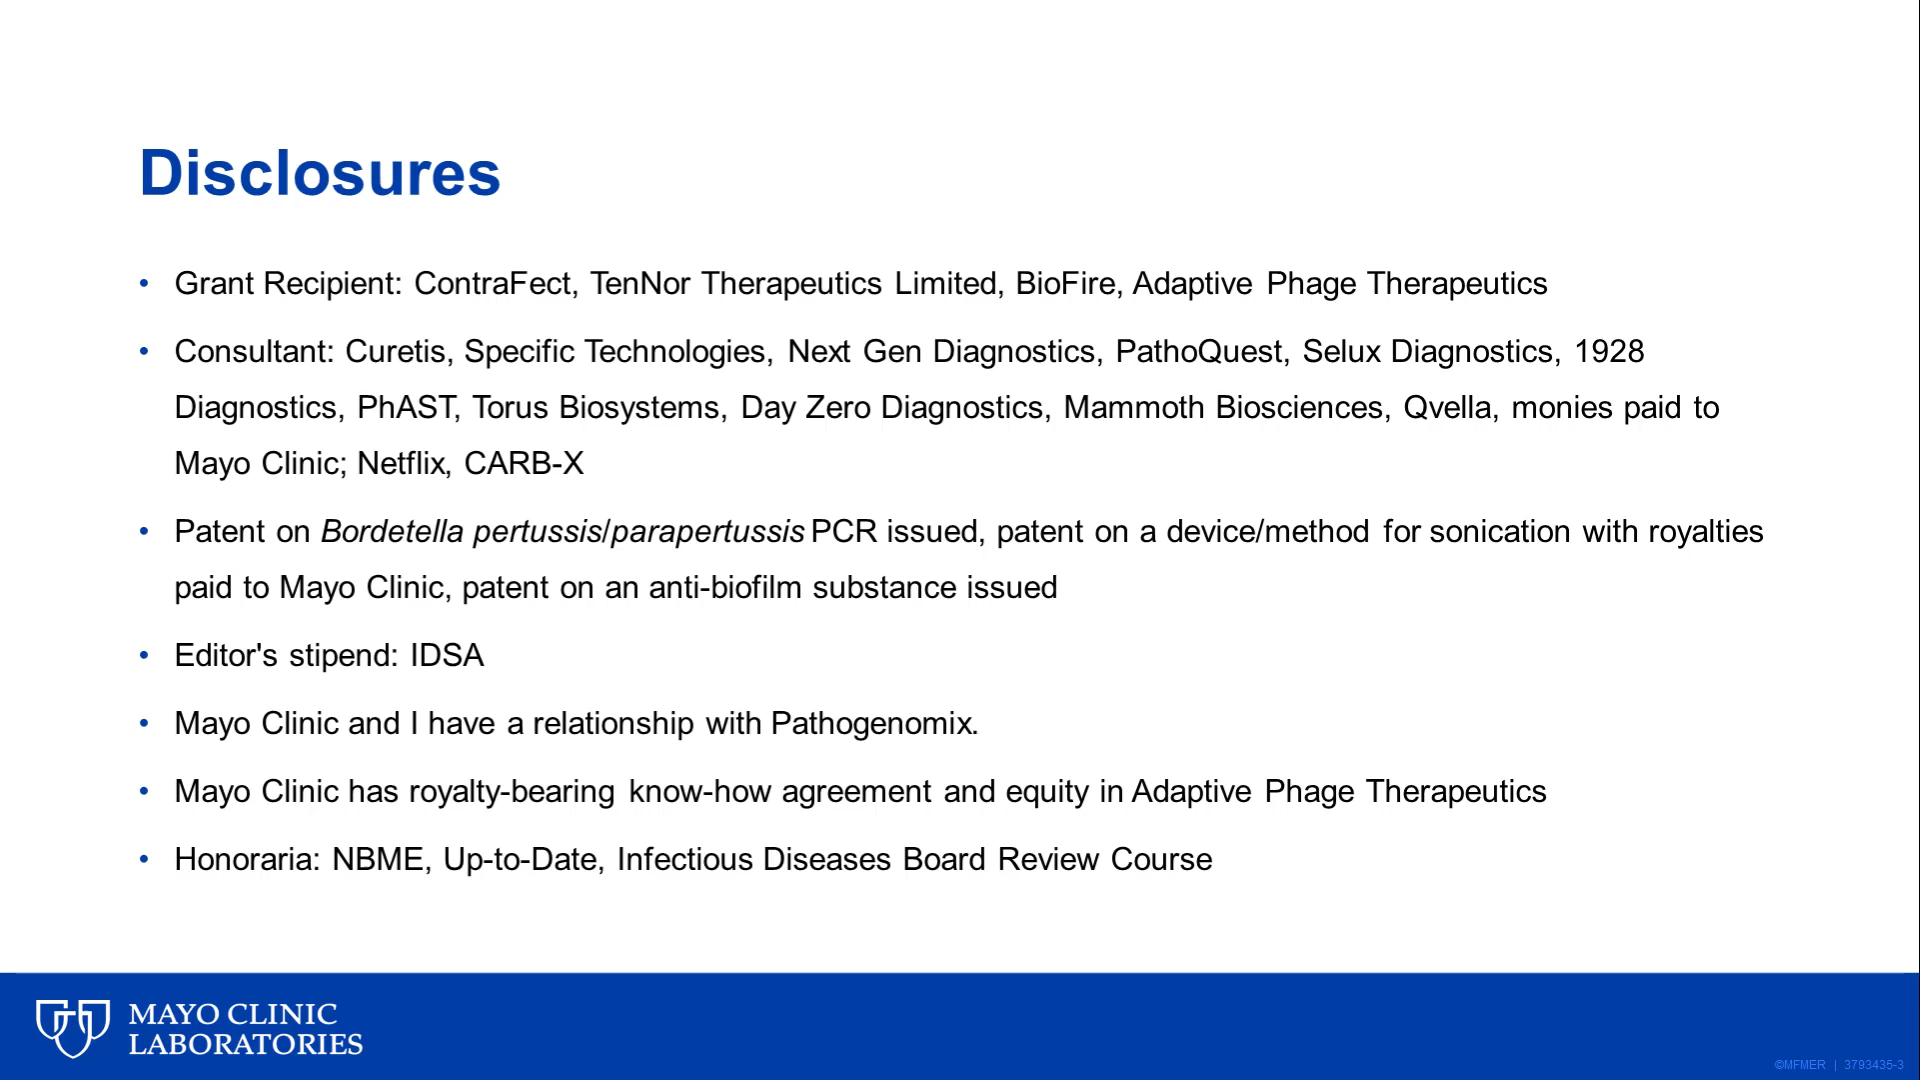 Disclosures
• Grant Recipient: ContraFect, TenNor Therapeutics Limited, BioFire, Adaptive Phage Therapeutics
• Consultant: Curetis, Specific Technologies, Next Gen Diagnostics, PathoQuest, Selux Diagnostics, 1928
Diagnostics, PhAST, Torus Biosystems, Day Zero Diagnostics, Mammoth Biosciences, Qvella, monies paid to
Mayo Clinic; Netflix, CARB-X
• Patent on Bordetella pertussis/parapertussis PCR issued, patent on a device/method for sonication with royalties
paid to Mayo Clinic, patent on an anti-biofilm substance issued
• Editor's stipend: IDSA
• Mayo Clinic and I have a relationship with Pathogenomix.
• Mayo Clinic has royalty-bearing know-how agreement and equity in Adaptive Phage Therapeutics
• Honoraria: NBME, Up-to-Date, Infectious Diseases Board Review Course
MAYO CLINIC
LABORATORIES
©MFMER | 3793435-3